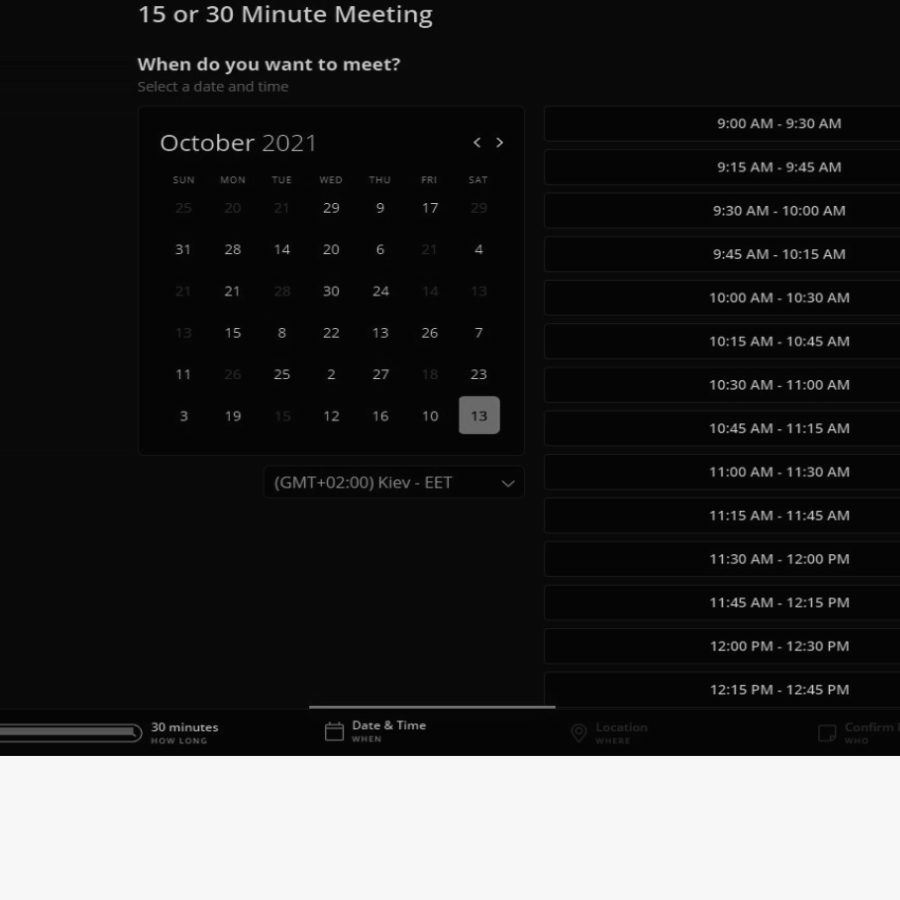 15 or 30 Minute Meeting
When do you want to meet?
Select a date and time
October 2021 < >
SUN MON TUE WED THU FRI SAT
25 20 21 29 9 17 29
31 28 14 20 6 21 4
21 21 28 30 24 14 13
13 15 8 22 13 26 7
11 26 25 2 27 18 23
3 19 15 12 16 10 13
(GMT+02:00) Kiev - EET
9:00 AM - 9:30 AM
9:15 AM - 9:45 AM
9:30 AM - 10:00 AM
9:45 AM - 10:15 AM
10:00 AM - 10:30 AM
10:15 AM - 10:45 AM
10:30 AM - 11:00 AM
10:45 AM - 11:15 AM
11:00 AM - 11:30 AM
11:15 AM - 11:45 AM
11:30 AM - 12:00 PM
11:45 AM - 12:15 PM
12:00 PM - 12:30 PM
12:15 PM - 12:45 PM
30 minutes
HOW LONG
Date & Time
WHEN
Location
WHERE
Confirm
WHO